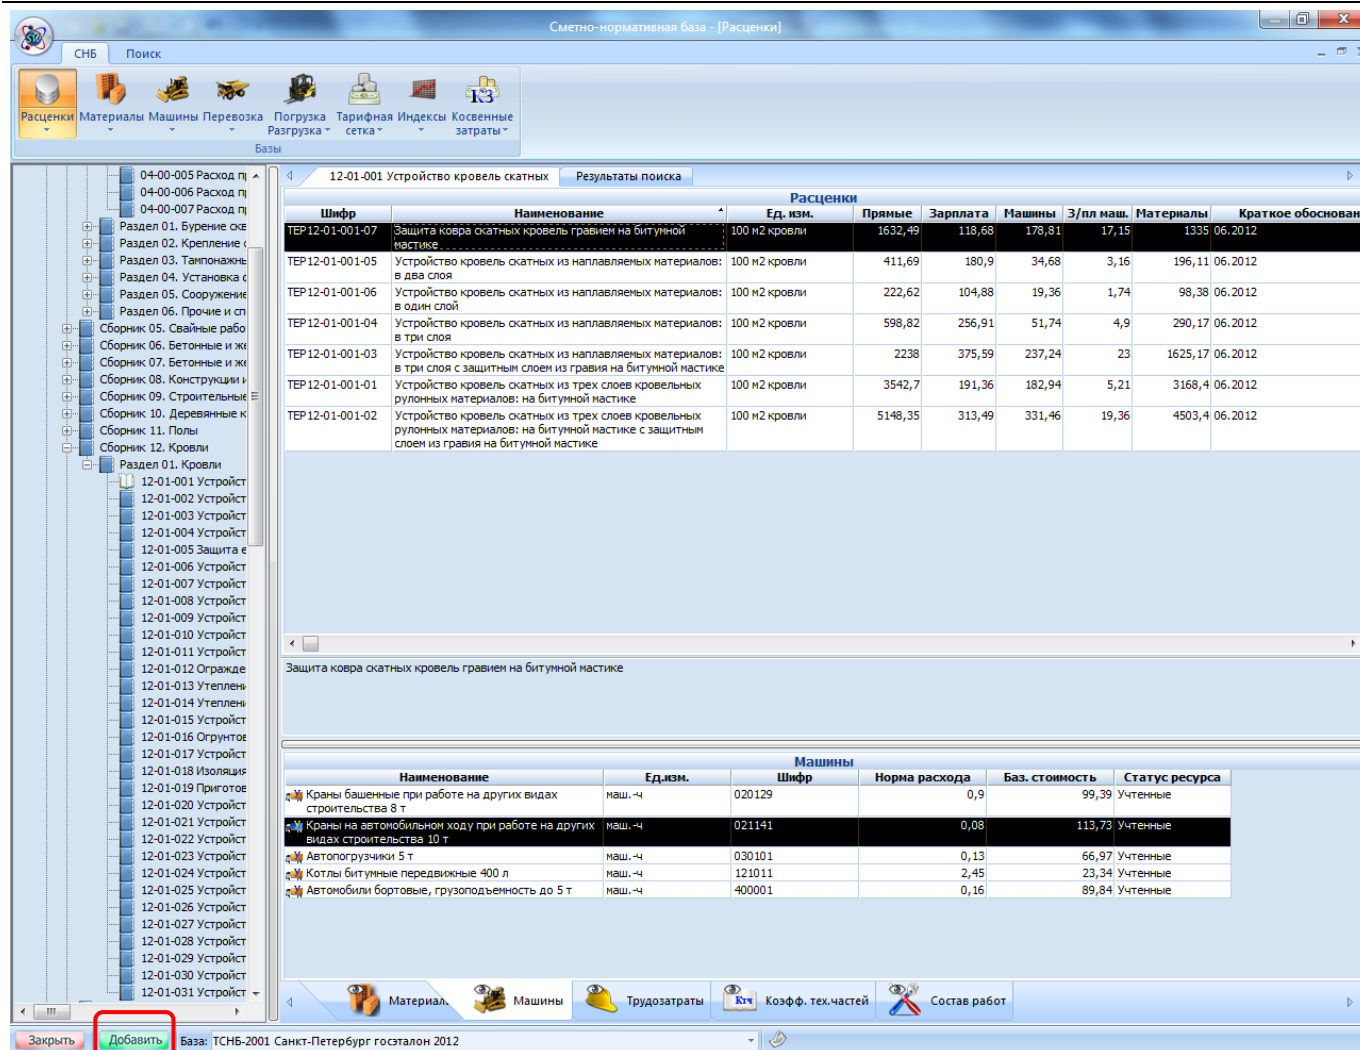 Сметно-нормативная база - [Расценки]
СНБ Поиск
Расценки Материалы Машины Перевозка Погрузка Тарифная Индексы Косвенные
Разгрузка сетка затраты
Базы
04-00-005 Расход п
04-00-006 Расход п
04-00-007 Расход п
Раздел 01. Бурение скв
Раздел 02. Крепление с
Раздел 03. Тампонажны
Раздел 04. Установка с
Раздел 05. Сооружение
Раздел 06. Прочие и сп
Сборник 05. Свайные рабо
Сборник 06. Бетонные и же
Сборник 07. Бетонные и же
Сборник 08. Конструкции и
Сборник 09. Строительные
Сборник 10. Деревянные к
Сборник 11. Полы
Сборник 12. Кровли
Раздел 01. Кровли
12-01-001 Устройст
12-01-002 Устройст
12-01-003 Устройст
12-01-004 Устройст
12-01-005 Защита е
12-01-006 Устройст
12-01-007 Устройст
12-01-008 Устройст
12-01-009 Устройст
12-01-010 Устройст
12-01-011 Устройст
12-01-012 Огражде
12-01-013 Утеплени
12-01-014 Утеплени
12-01-015 Устройст
12-01-016 Огрунтов
12-01-017 Устройст
12-01-018 Изоляция
12-01-019 Приготов
12-01-020 Устройст
12-01-021 Устройст
12-01-022 Устройст
12-01-023 Устройст
12-01-024 Устройст
12-01-025 Устройст
12-01-026 Устройст
12-01-027 Устройст
12-01-028 Устройст
12-01-029 Устройст
12-01-030 Устройст
12-01-031 Устройст
12-01-001 Устройство кровель скатных Результаты поиска
Расценки
Шифр Наименование Ед. изм. Прямые Зарплата Машины З/пл маш. Материалы Краткое обоснован
ТЕР12-01-001-07 Защита ковра скатных кровель гравием на битумной 100 м2 кровли 1632,49 118,68 178,81 17,15 1335 06.2012
мастике
ТЕР12-01-001-05 Устройство кровель скатных из наплавляемых материалов: 100 м2 кровли 411,69 180,9 34,68 3,16 196,11 06.2012
в два слоя
ТЕР12-01-001-06 Устройство кровель скатных из наплавляемых материалов: 100 м2 кровли 222,62 104,88 19,36 1,74 98,38 06.2012
в один слой
ТЕР12-01-001-04 Устройство кровель скатных из наплавляемых материалов: 100 м2 кровли 598,82 256,91 51,74 4,9 290,17 06.2012
в три слоя
ТЕР12-01-001-03 Устройство кровель скатных из наплавляемых материалов: 100 м2 кровли 2238 375,59 237,24 23 1625,17 06.2012
в три слоя с защитным слоем из гравия на битумной мастике
ТЕР12-01-001-01 Устройство кровель скатных из трех слоев кровельных 100 м2 кровли 3542,7 191,36 182,94 5,21 3168,4 06.2012
рулонных материалов: на битумной мастике
ТЕР12-01-001-02 Устройство кровель скатных из трех слоев кровельных 100 м2 кровли 5148,35 313,49 331,46 19,36 4503,4 06.2012
рулонных материалов: на битумной мастике с защитным
слоем из гравия на битумной мастике
Защита ковра скатных кровель гравием на битумной мастике
Машины
Наименование Ед.изм. Шифр Норма расхода Баз. стоимость Статус ресурса
Краны башенные при работе на других видах маш.-ч 020129 0,9 99,39 Учтенные
строительства 8 т
Краны на автомобильном ходу при работе на других маш.-ч 021141 0,08 113,73 Учтенные
видах строительства 10 т
Автопогрузчики 5 т маш.-ч 030101 0,13 66,97 Учтенные
Котлы битумные передвижные 400 л маш.-ч 121011 2,45 23,34 Учтенные
Автомобили бортовые, грузоподъемность до 5 т маш.-ч 400001 0,16 89,84 Учтенные
Материал. Машины Трудозатраты Ктч Коэфф. тех.частей Состав работ
Закрыть Добавить База: ТСНБ-2001 Санкт-Петербург госэталон 2012